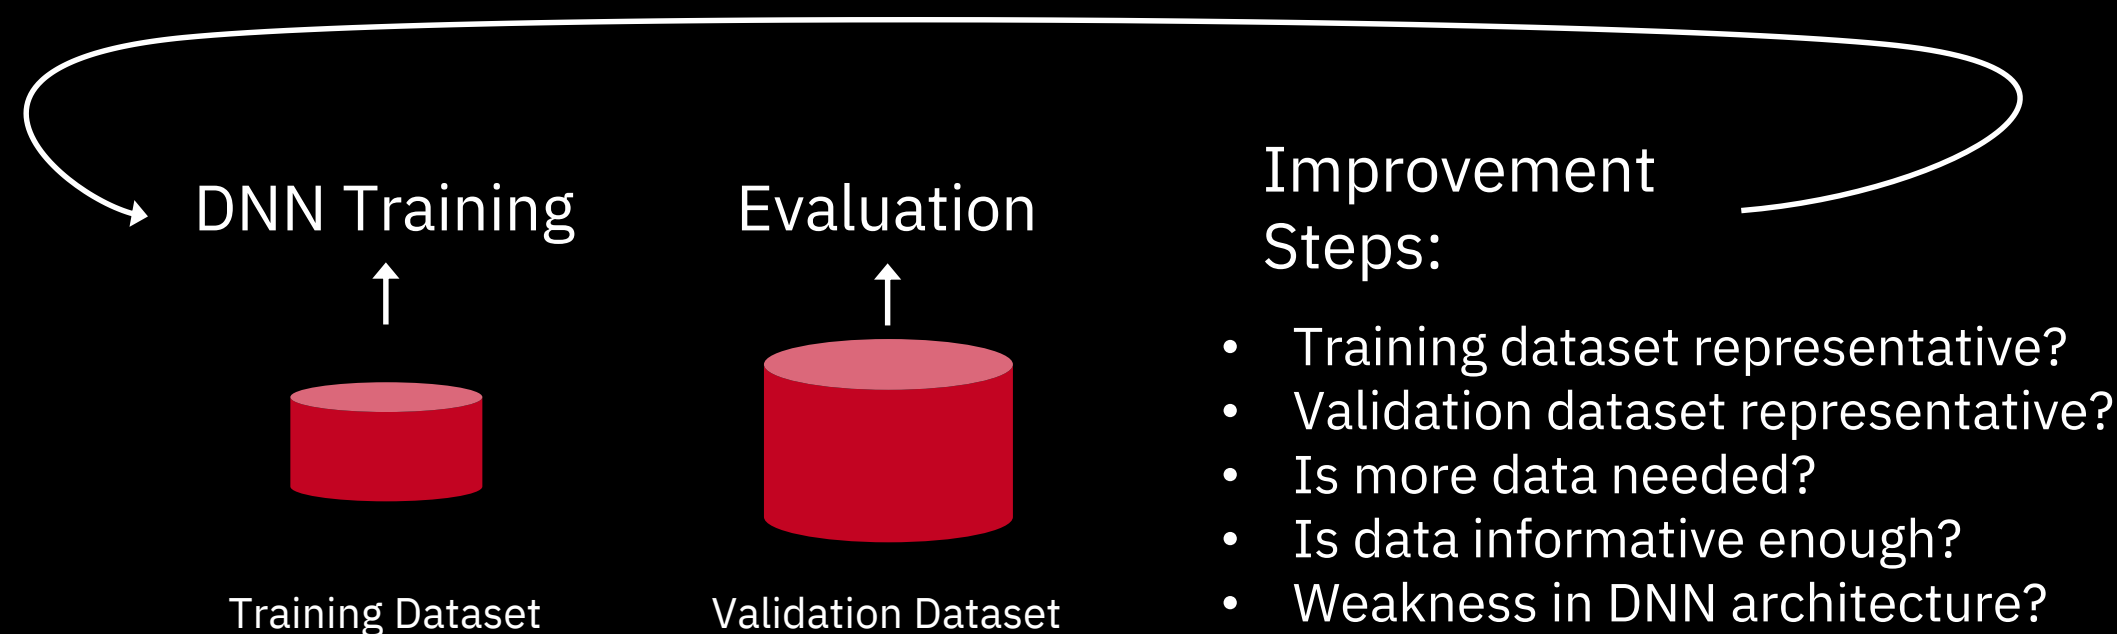 DNN Training
Evaluation
Improvement
Steps:
• Training dataset representative?
• Validation dataset representative?
• Is more data needed?
• Is data informative enough?
• Weakness in DNN architecture?
Training Dataset
Validation Dataset